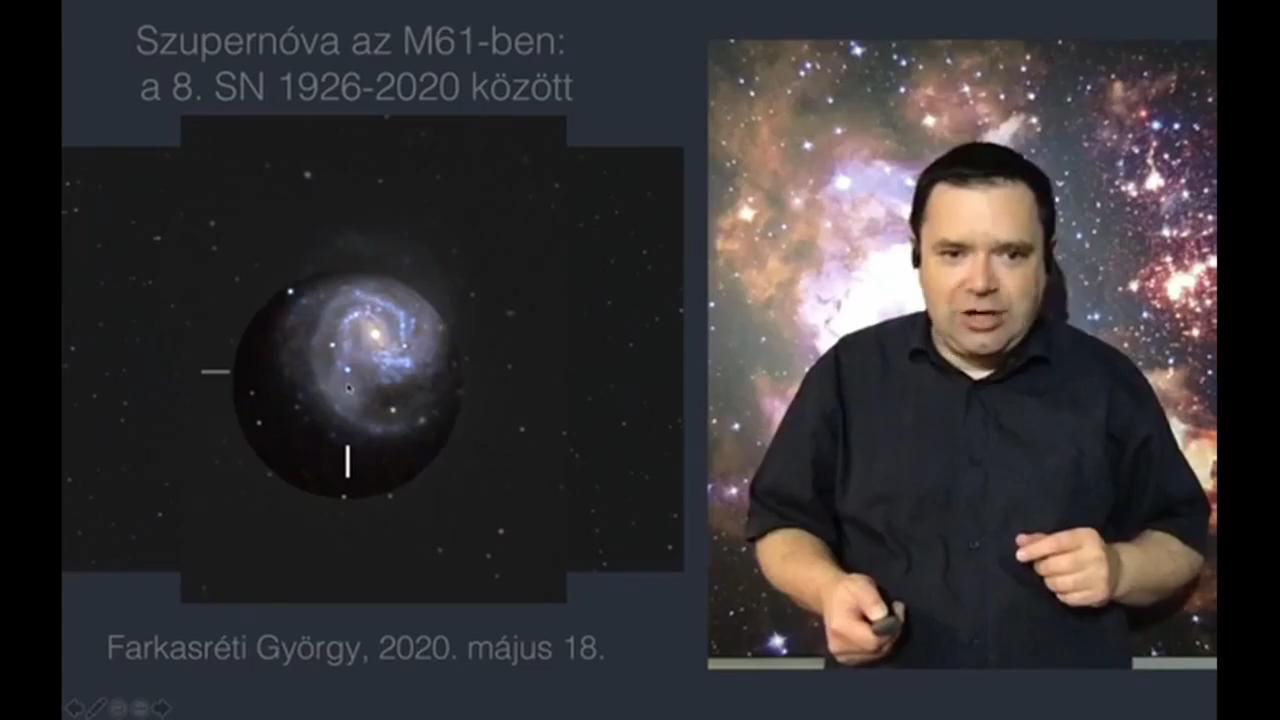 Szupernóva az M61-ben:
a 8. SN 1926-2020 között
Farkasréti György, 2020. május 18.